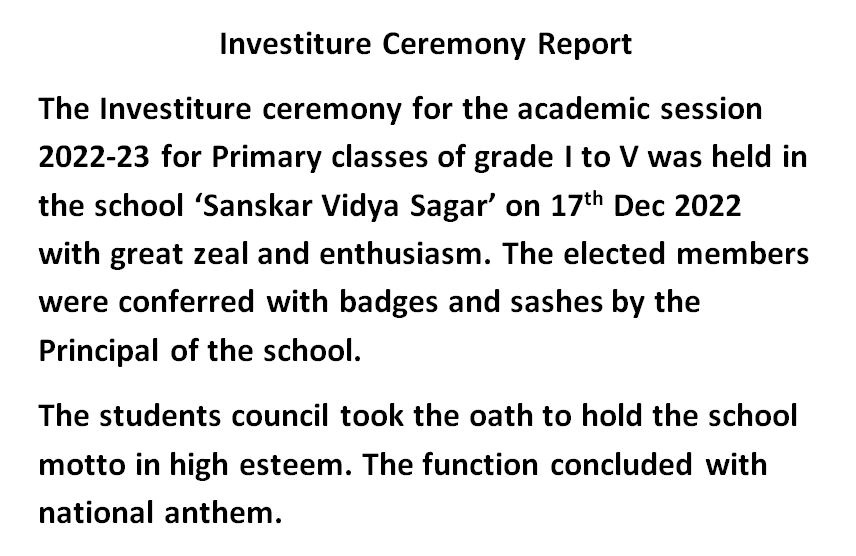 Investiture Ceremony Report
The Investiture ceremony for the academic session
2022-23 for Primary classes of grade I to V was held in
the school ‘Sanskar Vidya Sagar’ on 17th Dec 2022
with great zeal and enthusiasm. The elected members
were conferred with badges and sashes by the
Principal of the school.
The students council took the oath to hold the school
motto in high esteem. The function concluded with
national anthem.